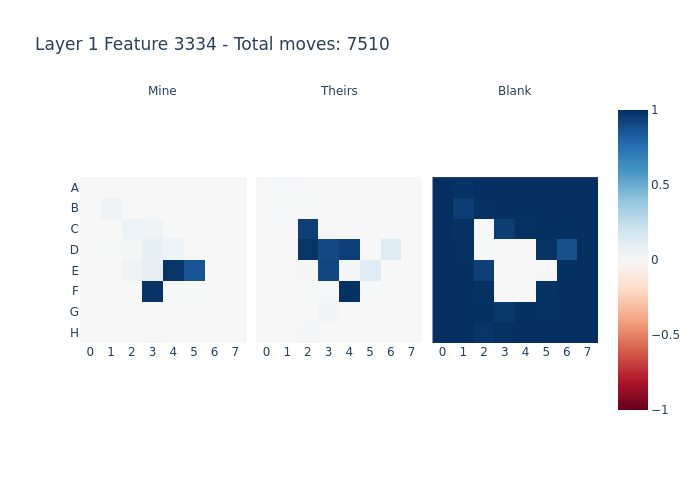 Layer 1 Feature 3334 - Total moves: 7510
Mine
Theirs
Blank
A
B
C
D
E
F
G
H
0 1 2 3 4 5 6 7
0 1 2 3 4 5 6 7
0 1 2 3 4 5 6 7
1
0.5
0
−0.5
−1